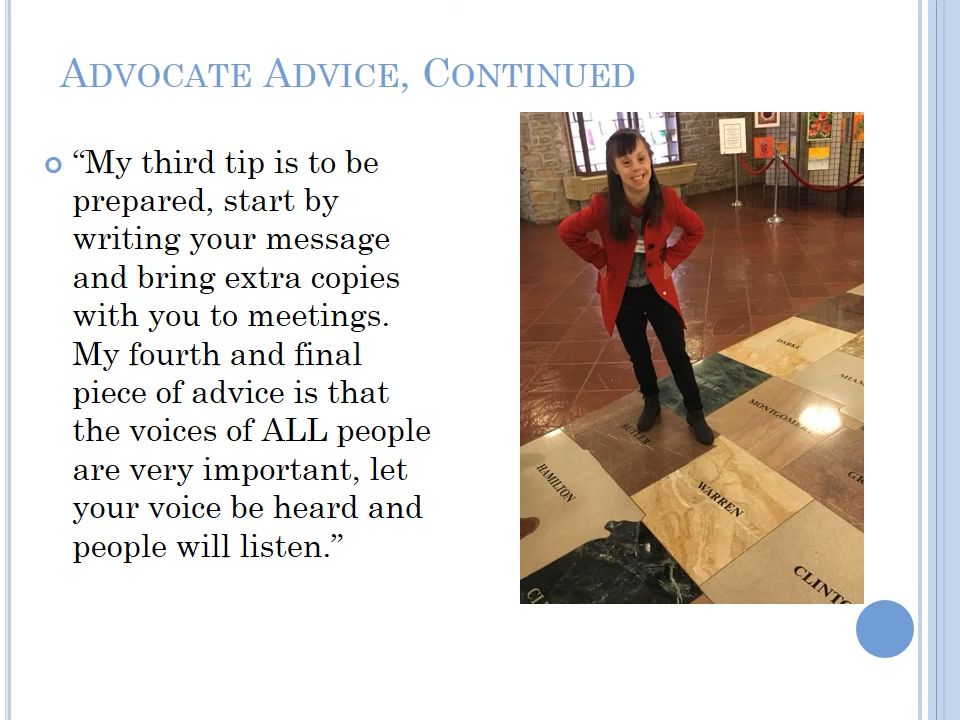 ADVOCATE ADVICE, CONTINUED
“My third tip is to be
prepared, start by
writing your message
and bring extra copies
with you to meetings.
My fourth and final
piece of advice is that
the voices of ALL people
are very important, let
your voice be heard and
people will listen.”
DARKE
MONTGOMERY
BUTLER
HAMILTON
WARREN